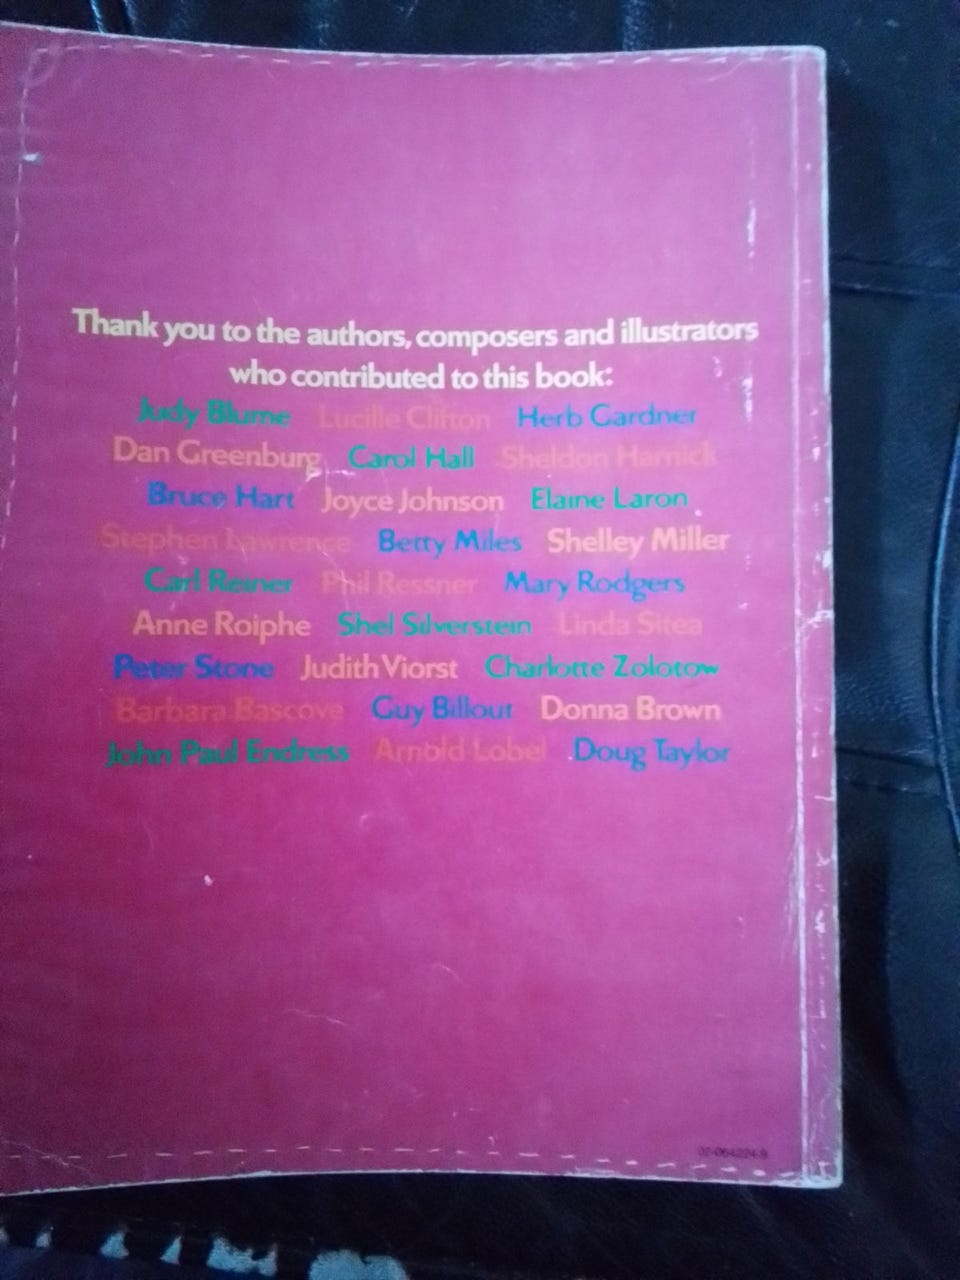 Thank you to the authors, composers and illustrators
who contributed to this book:
Judy Blume Lucille Clifton Herb Gardner
Dan Greenburg Carol Hall Sheldon Harnick
Bruce Hart Joyce Johnson Elaine Laron
Stephen Lawrence Betty Miles Shelley Miller
Carl Reiner Phil Ressner Mary Rodgers
Anne Roiphe Shel Silverstein Linda Sitea
Peter Stone Judith Viorst Charlotte Zolotow
Barbara Bascove Guy Billout Donna Brown
John Paul Endress Arnold Lobel Doug Taylor